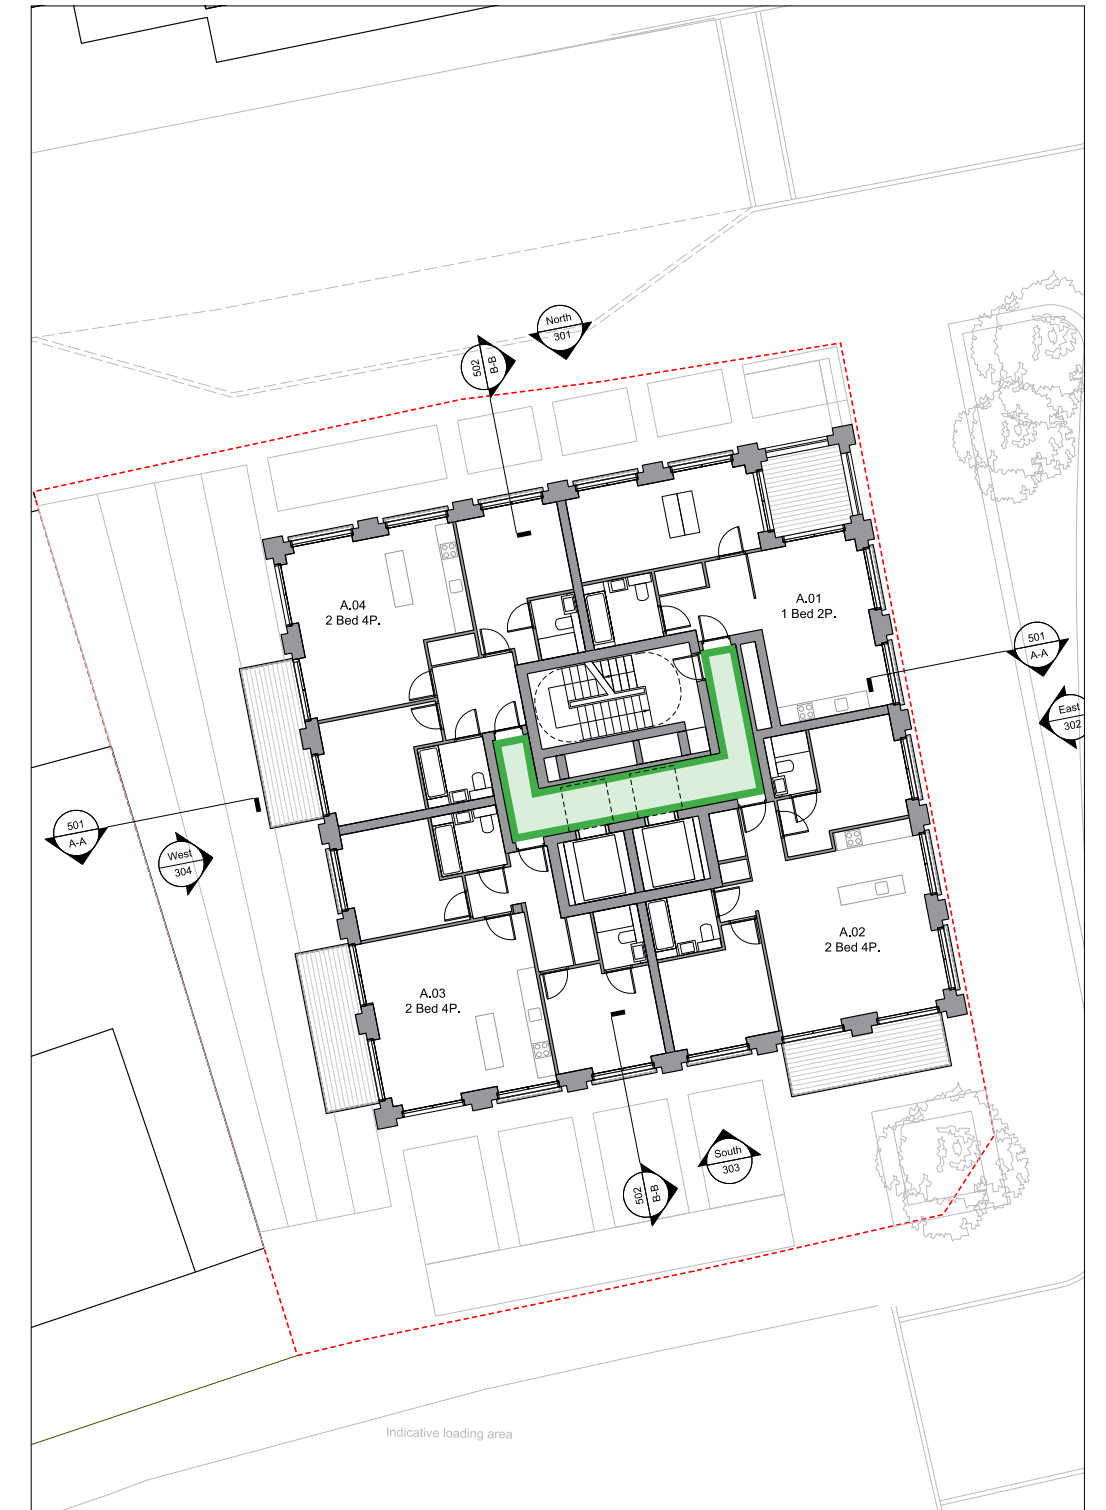 North
301
502
B-B
A.04
2 Bed 4P.
A.01
1 Bed 2P.
501
A-A
East
302
501
A-A
West
304
A.02
2 Bed 4P.
A.03
2 Bed 4P.
South
303
502
B-B
Indicative loading area